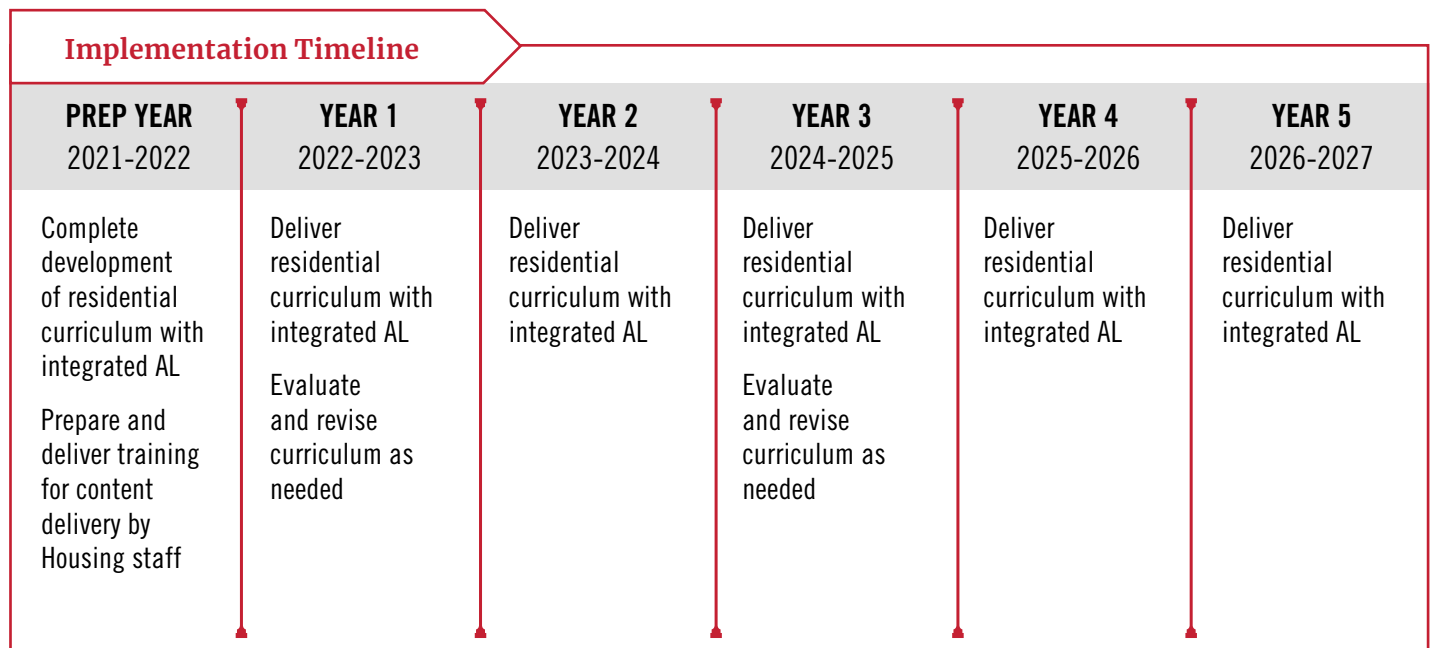 Implementation Timeline
PREP YEAR
2021-2022
Complete
development
of residential
curriculum with
integrated AL
Prepare and
deliver training
for content
delivery by
Housing staff
YEAR 1
2022-2023
Deliver
residential
curriculum with
integrated AL
Evaluate
and revise
curriculum as
needed
YEAR 2
2023-2024
Deliver
residential
curriculum with
integrated AL
YEAR 3
2024-2025
Deliver
residential
curriculum with
integrated AL
Evaluate
and revise
curriculum as
needed
YEAR 4
2025-2026
Deliver
residential
curriculum with
integrated AL
YEAR 5
2026-2027
Deliver
residential
curriculum with
integrated AL